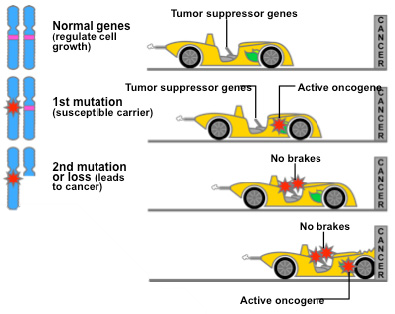 Normal genes
(regulate cell
growth)
Tumor suppressor genes
CANCER
1st mutation
(susceptible carrier)
Tumor suppressor genes
Active oncogene
CANCER
2nd mutation
or loss (leads
to cancer)
No brakes
CANCER
No brakes
CANCER
Active oncogene